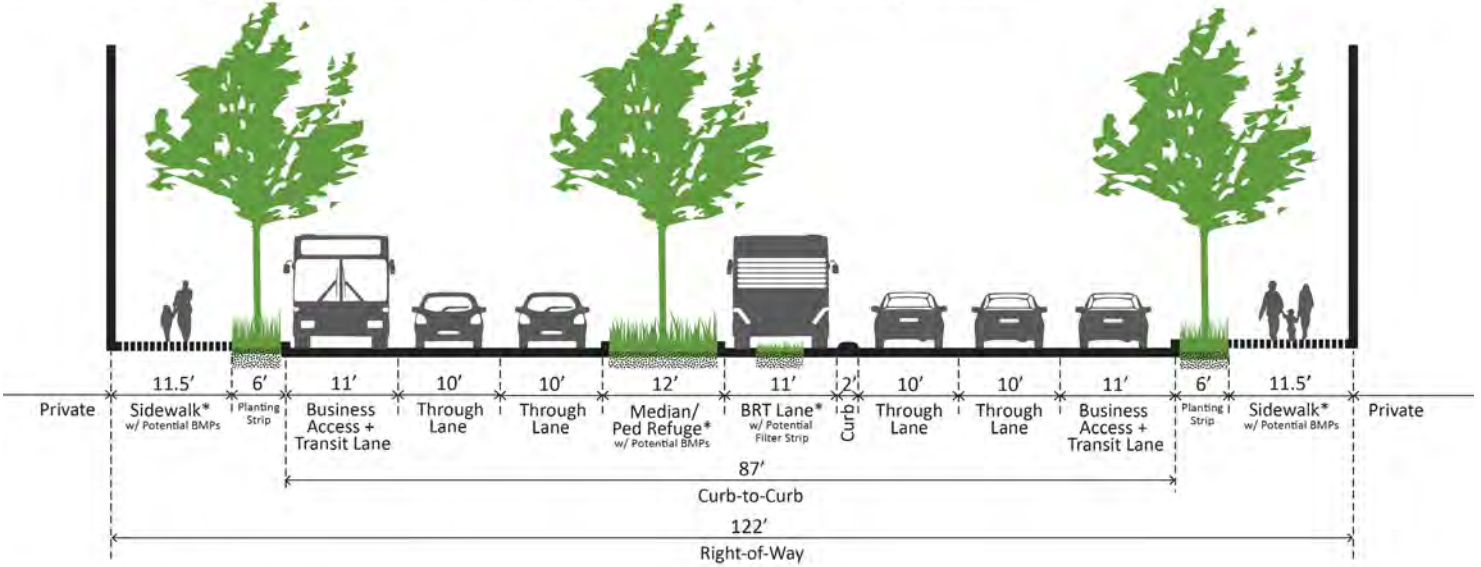 11.5’ 6’ 11’ 10’ 10’ 12’ 11’ 2’ 10’ 10’ 11’ 6’ 11.5’
Private
Sidewalk*
w/ Potential BMPs
Planting
Strip
Business
Access +
Transit Lane
Through
Lane
Through
Lane
Median/
Ped Refuge*
w/ Potential BMPs
BRT Lane*
w/ Potential
Filter Strip
Curb
Through
Lane
Through
Lane
Business
Access +
Transit Lane
Planting
Strip
Sidewalk*
w/ Potential BMPs
Private
87’
Curb-to-Curb
122’
Right-of-Way